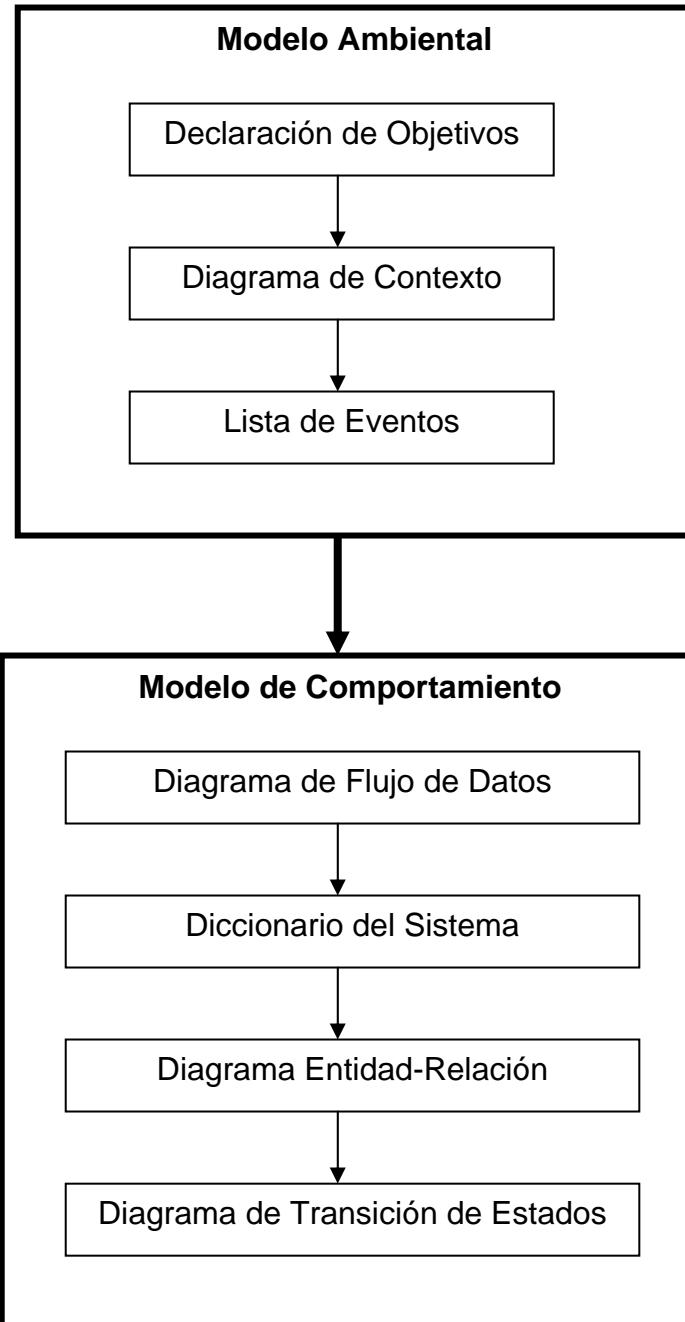 Modelo Ambiental
Declaración de Objetivos
Diagrama de Contexto
Lista de Eventos
Modelo de Comportamiento
Diagrama de Flujo de Datos
Diccionario del Sistema
Diagrama Entidad-Relación
Diagrama de Transición de Estados